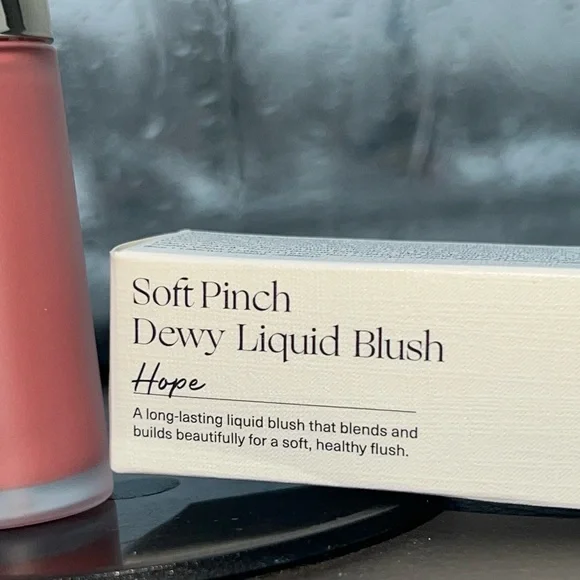 Soft Pinch
Dewy Liquid Blush
Hope
A long-lasting liquid blush that blends and
builds beautifully for a soft, healthy flush.